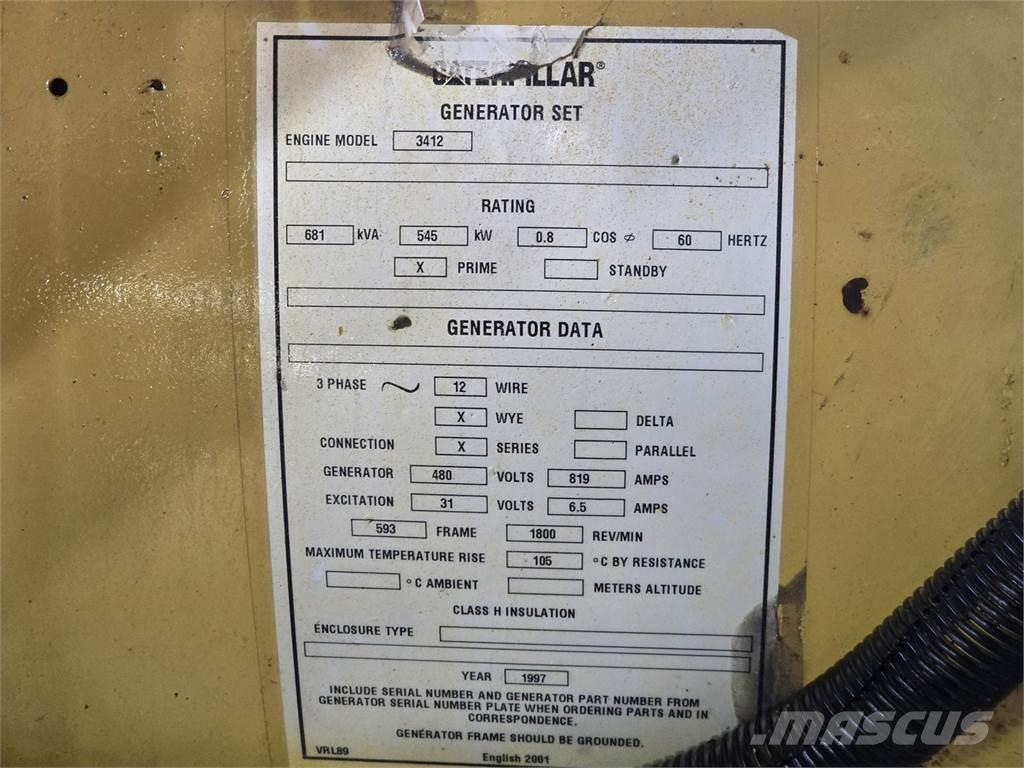 CATERPILLAR®
GENERATOR SET
ENGINE MODEL 3412
RATING
681 kVA 545 kW 0.8 COS ø 60 HERTZ
X PRIME STANDBY
GENERATOR DATA
3 PHASE ~ 12 WIRE
X WYE DELTA
CONNECTION X SERIES PARALLEL
GENERATOR 480 VOLTS 819 AMPS
EXCITATION 31 VOLTS 6.5 AMPS
593 FRAME 1800 REV/MIN
MAXIMUM TEMPERATURE RISE 105 °C BY RESISTANCE
°C AMBIENT METERS ALTITUDE
CLASS H INSULATION
ENCLOSURE TYPE
YEAR 1997
INCLUDE SERIAL NUMBER AND GENERATOR PART NUMBER FROM
GENERATOR SERIAL NUMBER PLATE WHEN ORDERING PARTS AND IN
CORRESPONDENCE.
GENERATOR FRAME SHOULD BE GROUNDED.
VRL89 English 2001
mascus